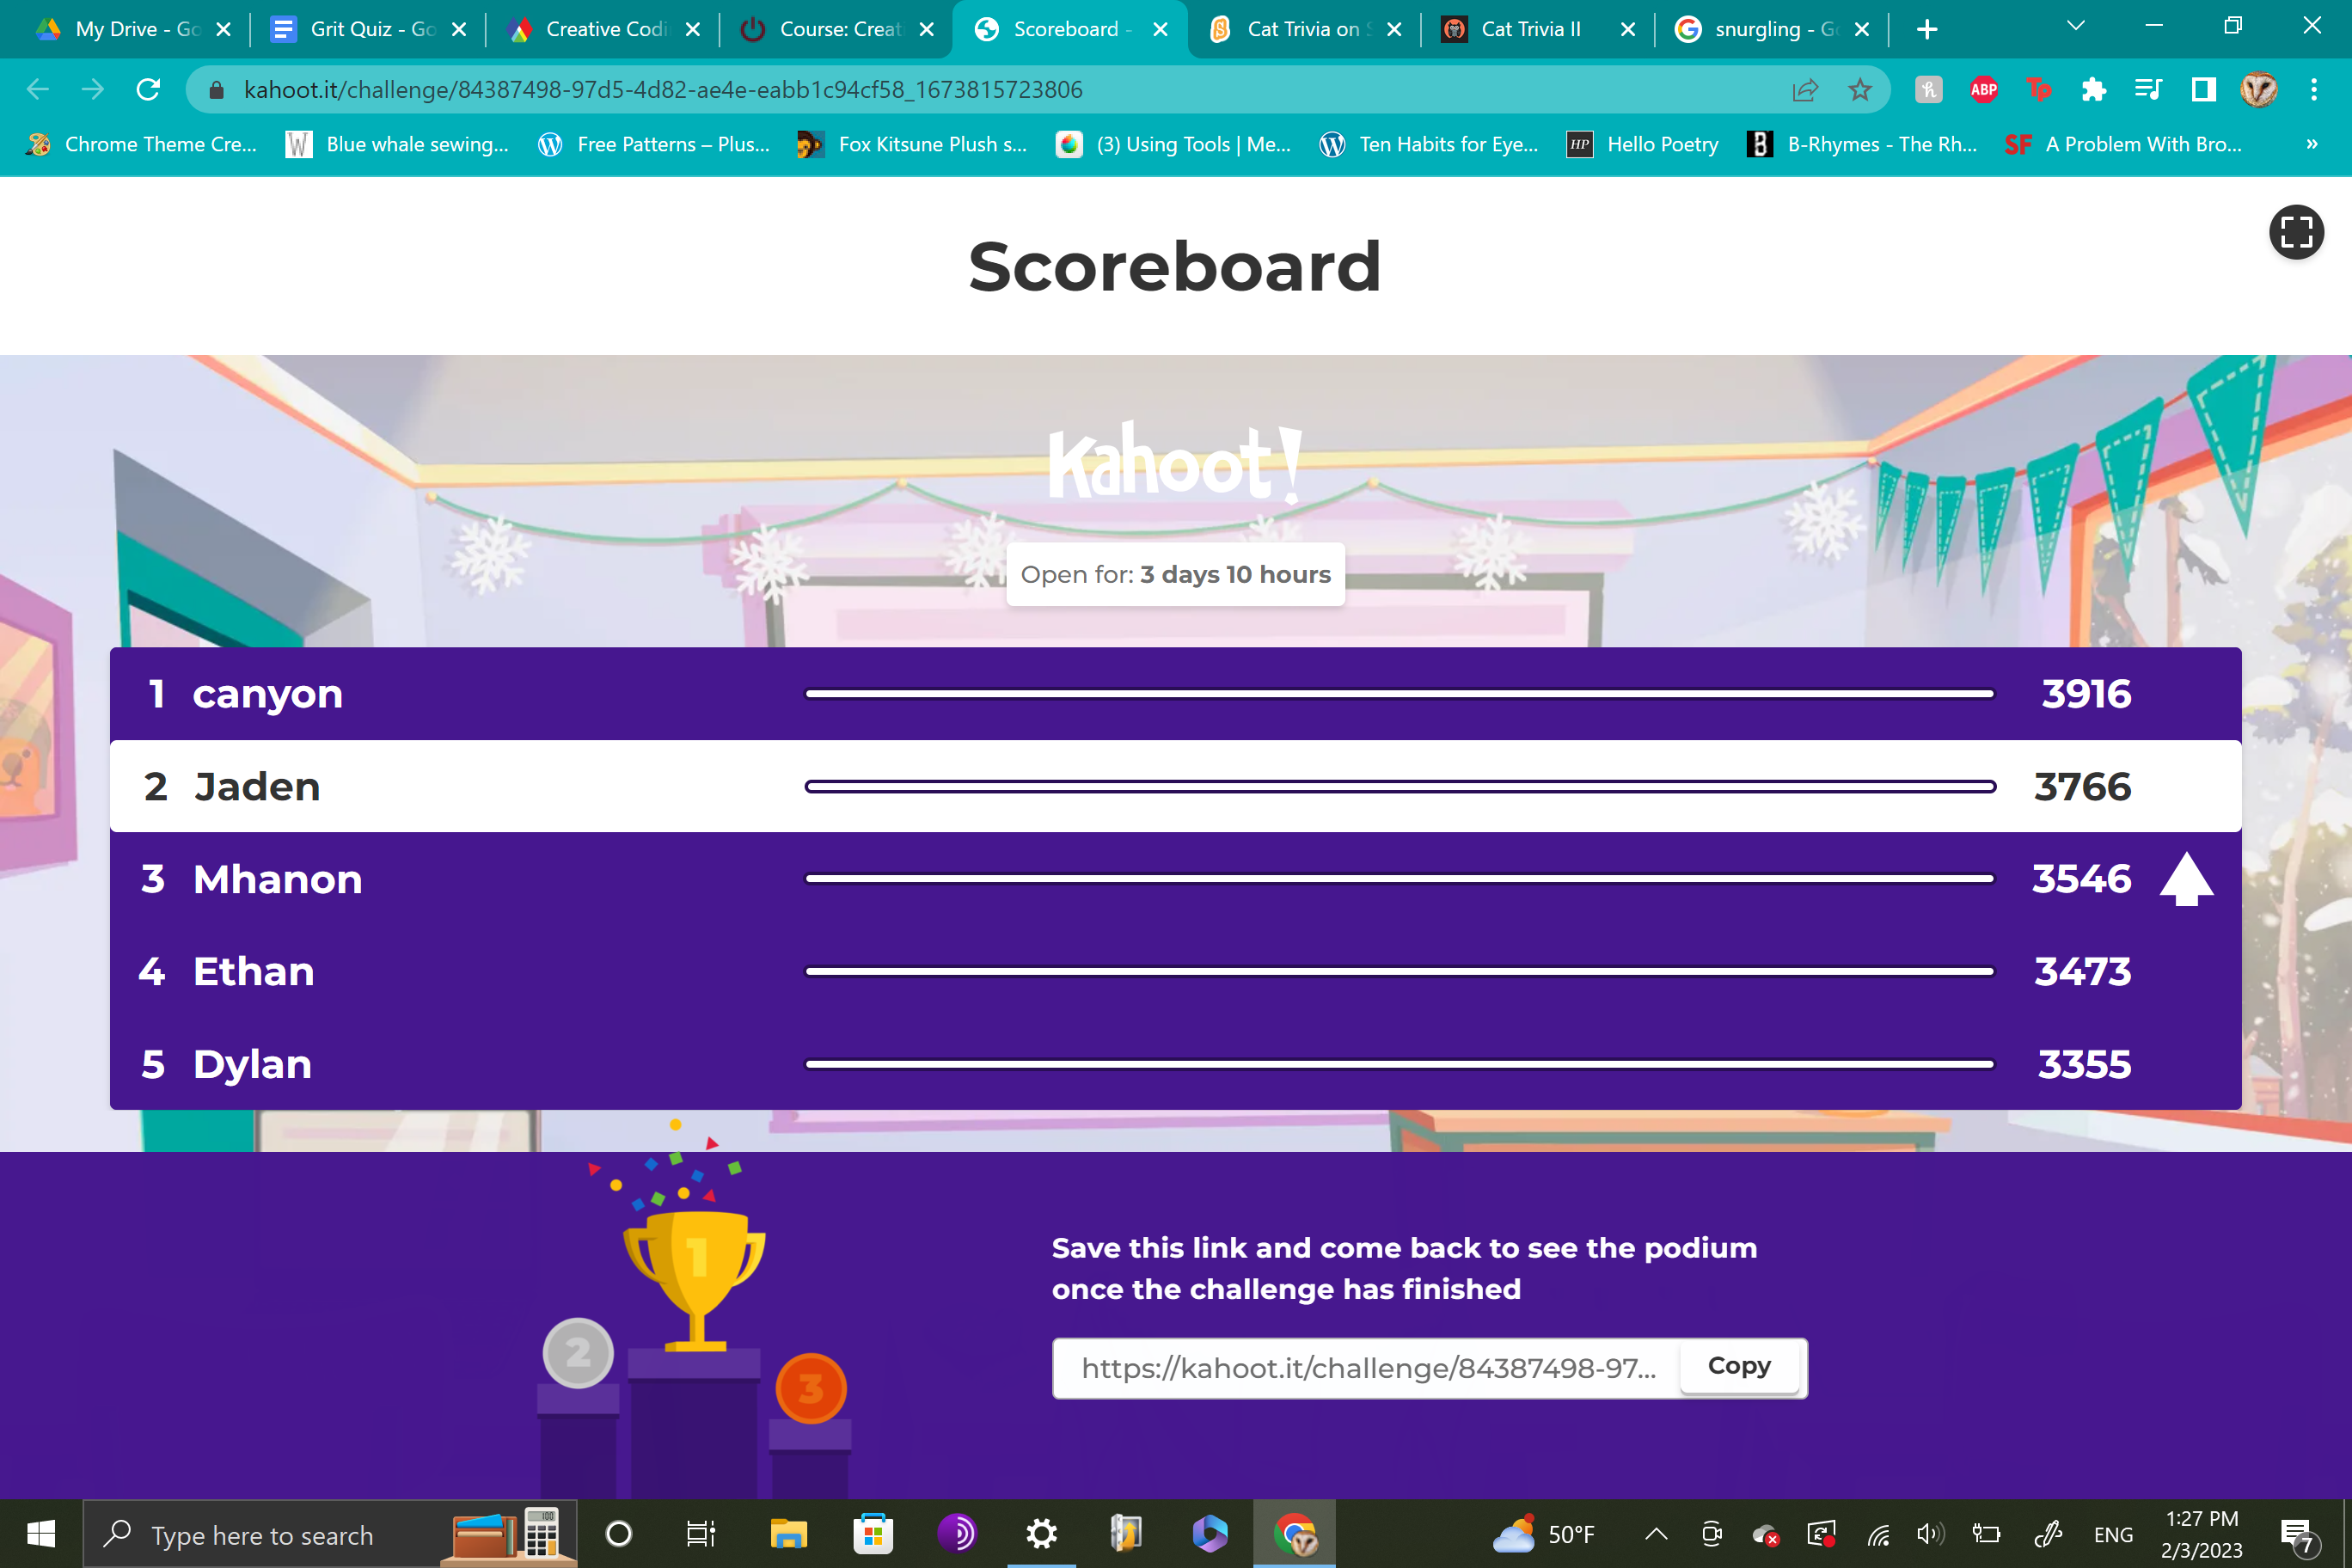 My Drive - Go
Grit Quiz - Go
Creative Codi
Course: Creat
Scoreboard -
Cat Trivia on S
Cat Trivia II
snurgling - Go
kahoot.it/challenge/84387498-97d5-4d82-ae4e-eabb1c94cf58_1673815723806
ABP
Tp
Chrome Theme Cre...
W
Blue whale sewing...
Free Patterns – Plus...
Fox Kitsune Plush s...
(3) Using Tools | Me...
Ten Habits for Eye...
HP
Hello Poetry
B
B-Rhymes - The Rh...
SF
A Problem With Bro...
»
Scoreboard
Kahoot!
Open for: 3 days 10 hours
1 canyon 3916
2 Jaden 3766
3 Mhanon 3546
4 Ethan 3473
5 Dylan 3355
1
2
3
Save this link and come back to see the podium
once the challenge has finished
https://kahoot.it/challenge/84387498-97... Copy
Type here to search
50°F
ENG
1:27 PM
2/3/2023
7